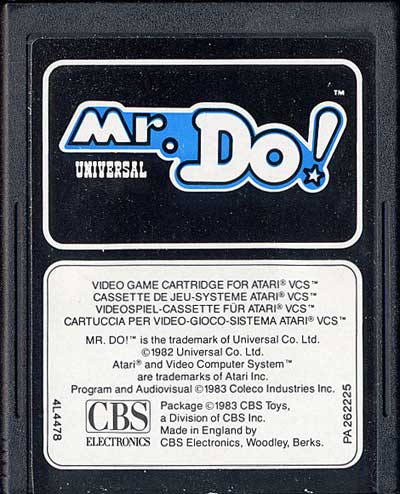 Mr. Do!™
UNIVERSAL
VIDEO GAME CARTRIDGE FOR ATARI® VCS™
CASSETTE DE JEU-SYSTEME ATARI® VCS™
VIDEOSPIEL-CASSETTE FÜR ATARI® VCS™
CARTUCCIA PER VIDEO-GIOCO-SISTEMA ATARI® VCS™
MR. DO!™ is the trademark of Universal Co. Ltd.
©1982 Universal Co. Ltd.
Atari® and Video Computer System™
are trademarks of Atari Inc.
Program and Audiovisual ©1983 Coleco Industries Inc.
CBS
ELECTRONICS
Package ©1983 CBS Toys,
a Division of CBS Inc.
Made in England by
CBS Electronics, Woodley, Berks.
4L4478
PA 262225